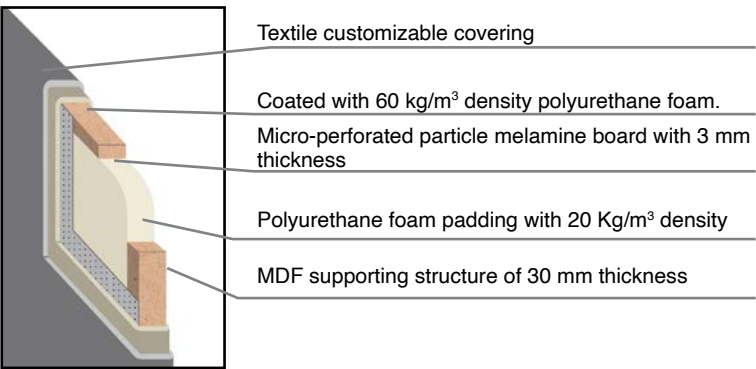 Textile customizable covering
Coated with 60 kg/m³ density polyurethane foam.
Micro-perforated particle melamine board with 3 mm
thickness
Polyurethane foam padding with 20 Kg/m³ density
MDF supporting structure of 30 mm thickness